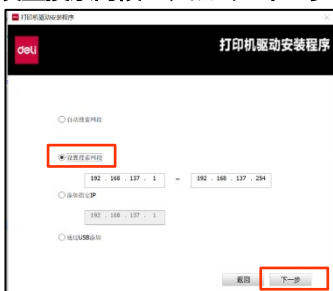 打印机驱动安装程序
deli
打印机驱动安装程序
自动搜索网段
设置搜索网段
192 . 168 . 137 . 1 – 192 . 168 . 137 . 254
添加指定IP
192 . 168 . 137 . 1
通过USB添加
返回 下一步